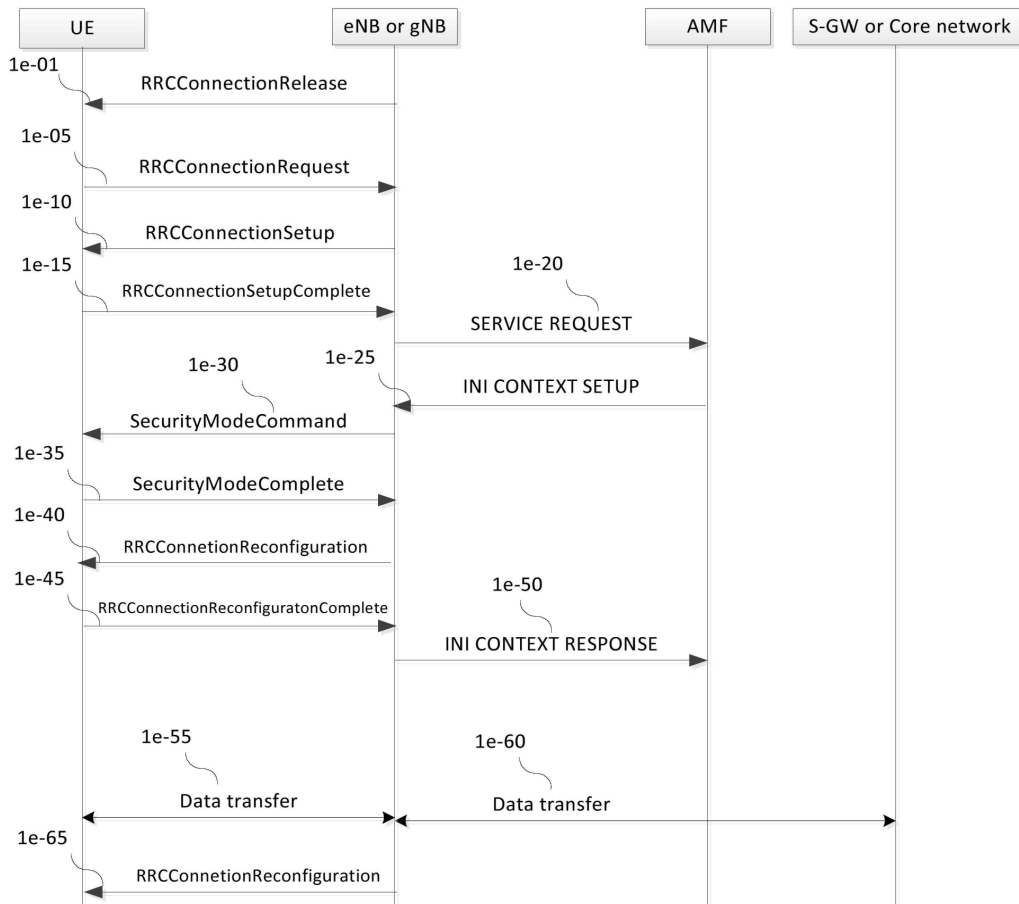 UE
eNB or gNB
AMF
S-GW or Core network
1e-01
RRCConnectionRelease
1e-05
RRCConnectionRequest
1e-10
RRCConnectionSetup
1e-15
RRCConnectionSetupComplete
1e-20
SERVICE REQUEST
1e-25
INI CONTEXT SETUP
1e-30
SecurityModeCommand
1e-35
SecurityModeComplete
1e-40
RRCConnetionReconfiguration
1e-45
RRCConnectionReconfiguratonComplete
1e-50
INI CONTEXT RESPONSE
1e-55
Data transfer
1e-60
Data transfer
1e-65
RRCConnetionReconfiguration